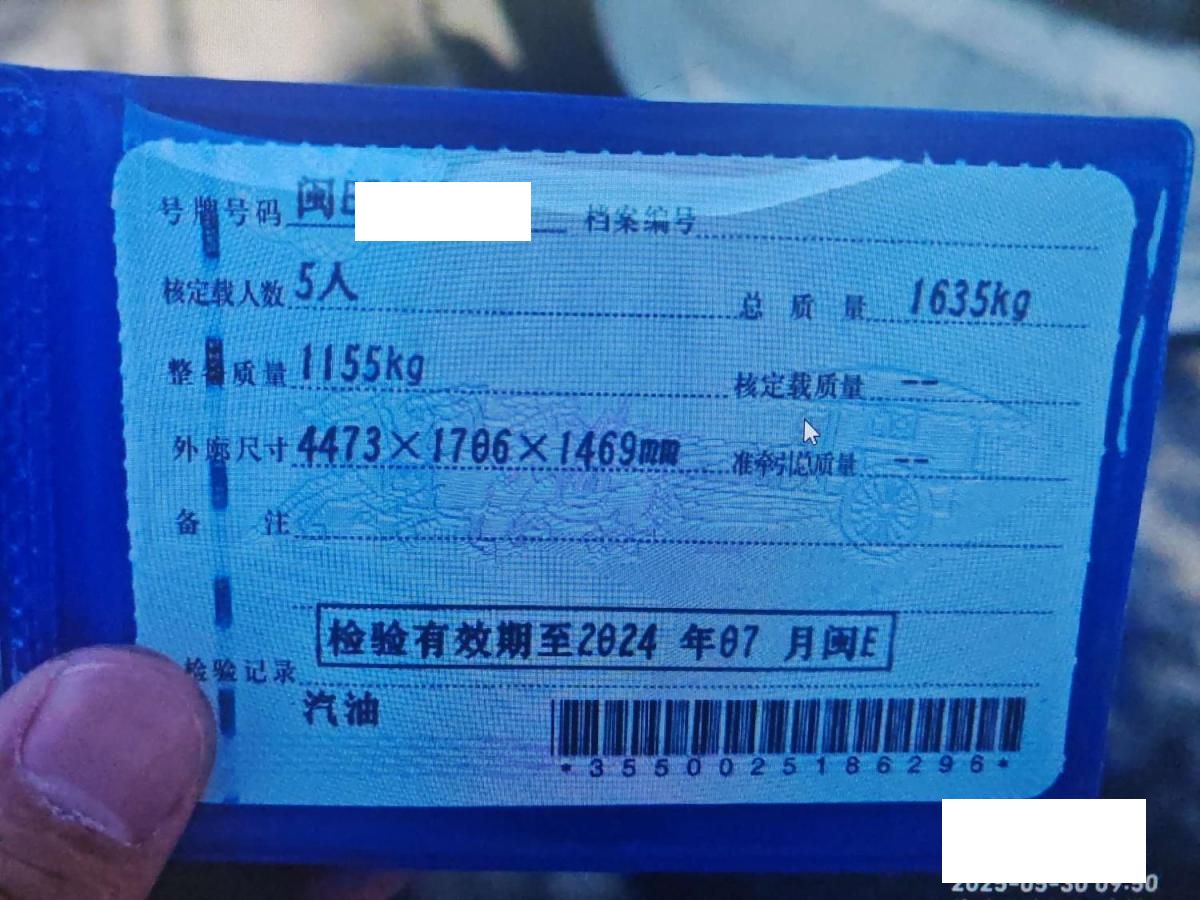 号牌号码 闽E 档案编号
核定载人数 5人 总质量 1635kg
整备质量 1155kg 核定载质量 --
外廓尺寸 4473×1706×1469mm 准牵引总质量 --
备注
检验有效期至2024 年07 月闽E
检验记录
汽油
*3550025186296*